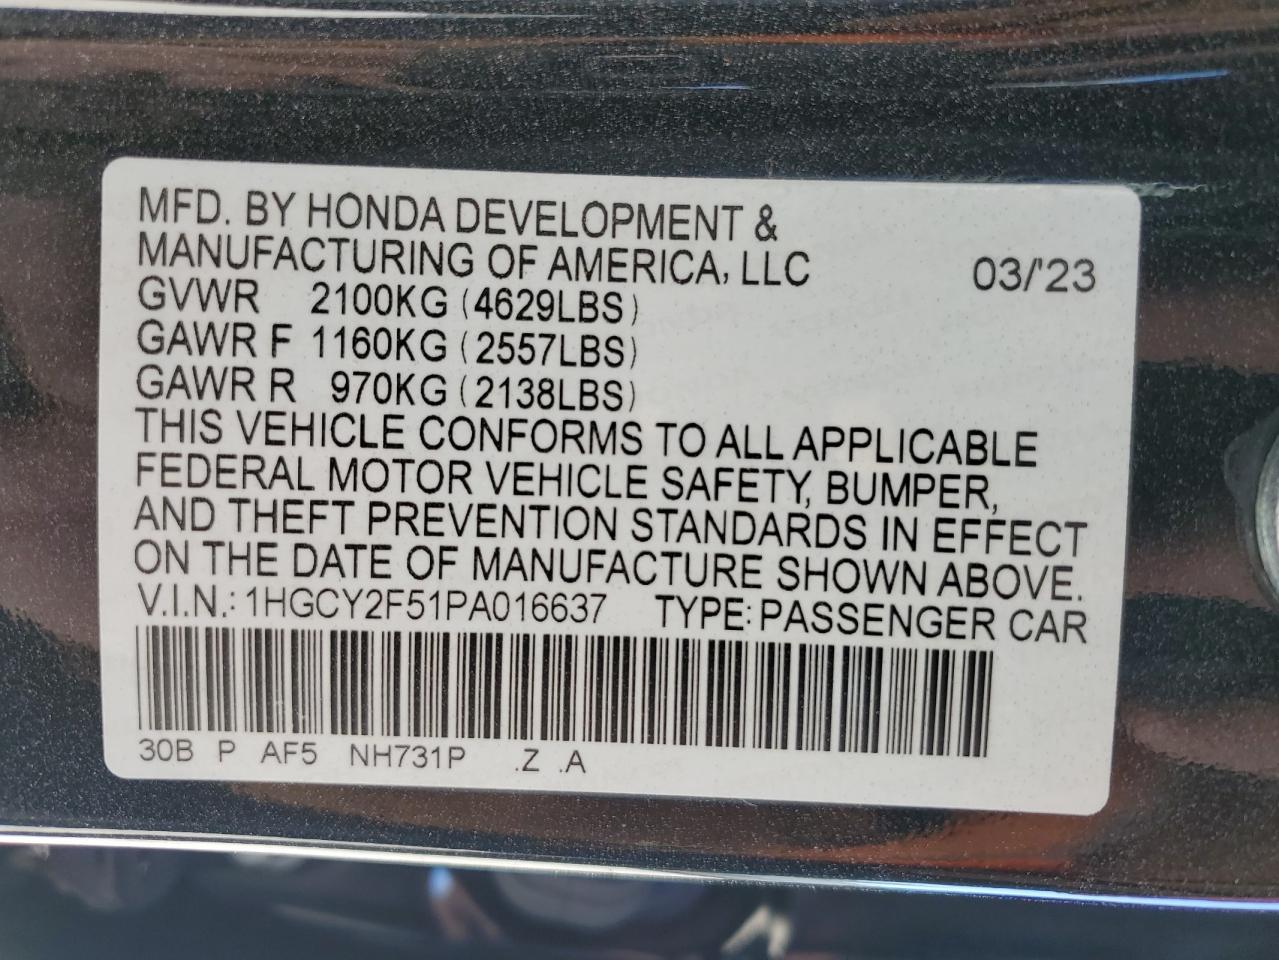 MFD. BY HONDA DEVELOPMENT &
MANUFACTURING OF AMERICA, LLC 03/'23
GVWR 2100KG (4629LBS)
GAWR F 1160KG (2557LBS)
GAWR R 970KG (2138LBS)
THIS VEHICLE CONFORMS TO ALL APPLICABLE
FEDERAL MOTOR VEHICLE SAFETY, BUMPER,
AND THEFT PREVENTION STANDARDS IN EFFECT
ON THE DATE OF MANUFACTURE SHOWN ABOVE.
V.I.N.: 1HGCY2F51PA016637 TYPE: PASSENGER CAR
30B P AF5 NH731P .Z .A